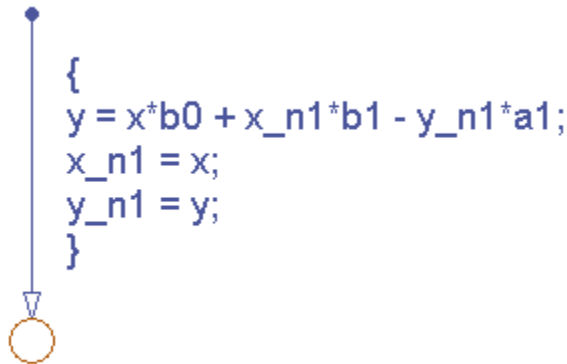 {
y = x*b0 + x_n1*b1 - y_n1*a1;
x_n1 = x;
y_n1 = y;
}